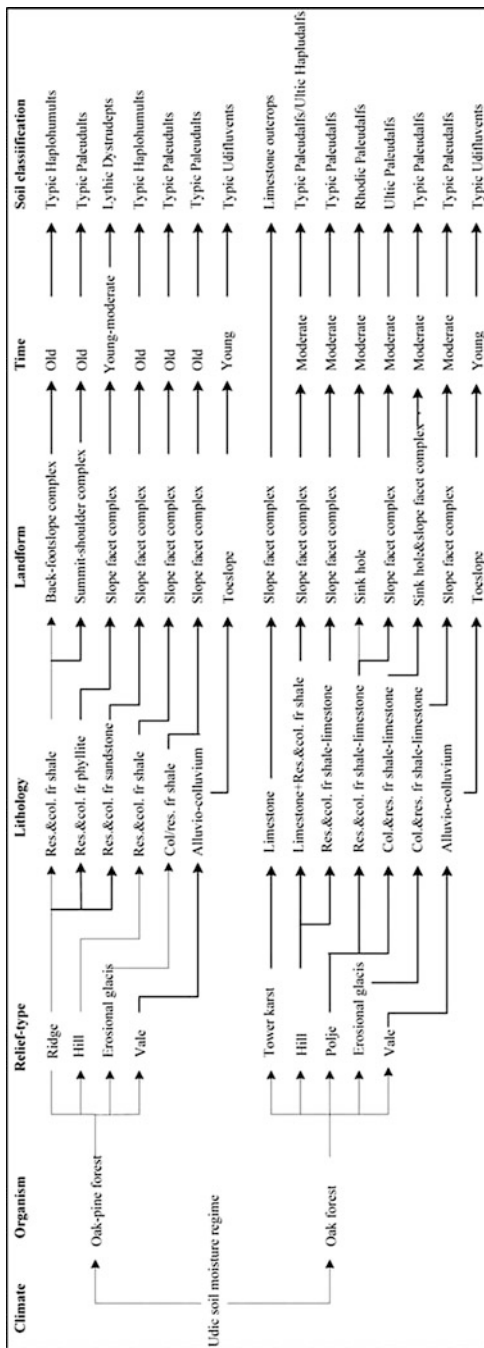 Climate Organism Relief-type Lithology Landform Time Soil classiification
Ridge Res.&col. fr shale Back-footslope complex Old Typic Haplohumults
Hill Res.&col. fr phyllite Summit-shoulder complex Old Typic Paleudults
Oak-pine forest
Erosional glacis Res.&col. fr sandstone Slope facet complex Young-moderate Lythic Dystrudepts
Vale Res.&col. fr shale Slope facet complex Old Typic Haplohumults
Col/res. fr shale Slope facet complex Old Typic Paleudults
Alluvio-colluvium Slope facet complex Old Typic Paleudults
Toeslope Young Typic Udifluvents
Udic soil moisture regime
Tower karst Limestone Slope facet complex Limestone outcrops
Hill Limestone+Res.&col. fr shale Slope facet complex Moderate Typic Paleudalfs/Ultic Hapludalfs
Oak forest
Polje Res.&col. fr shale-limestone Slope facet complex Moderate Typic Paleudalfs
Erosional glacis Res.&col. fr shale-limestone Sink hole Moderate Rhodic Paleudalfs
Vale Col.&res. fr shale-limestone Slope facet complex Moderate Ultic Paleudalfs
Col.&res. fr shale-limestone Sink hole&slope facet complex Moderate Typic Paleudalfs
Alluvio-colluvium Slope facet complex Moderate Typic Paleudalfs
Toeslope Young Typic Udifluvents